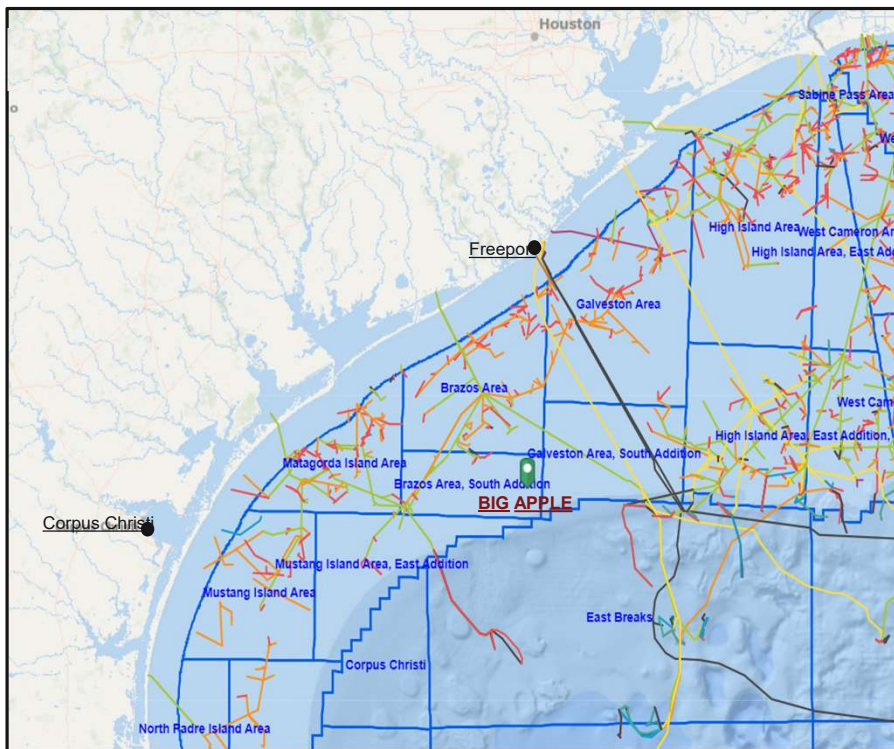 Houston
Sabine Pass Area
We
High Island Area
West Cameron Ar
High Island Area, East Add
Freeport
Galveston Area
Brazos Area
West Cam
High Island Area, East Addition,
Galveston Area, South Addition
Matagorda Island Area
Brazos Area, South Addition
BIG APPLE
Corpus Christi
Mustang Island Area, East Addition
Mustang Island Area
East Breaks
Corpus Christi
North Padre Island Area